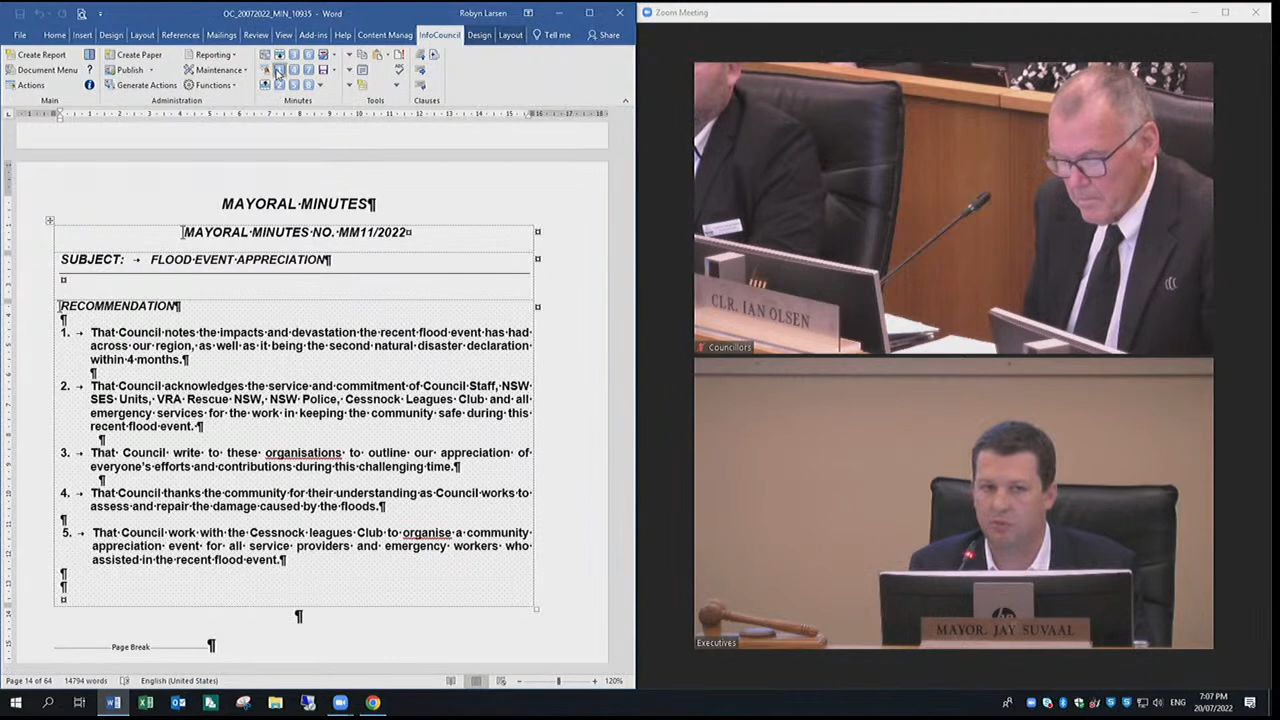 OC_20072022_MIN_10935 - Word
Robyn Larsen
Zoom Meeting
File Home Insert Design Layout References Mailings Review View Add-ins Help Content Manag InfoCouncil Design Layout Tell me Share
Create Report Create Paper Reporting
Document Menu Publish Maintenance
Actions Generate Actions Functions
Main Administration Minutes Tools Clauses
MAYORAL MINUTES
MAYORAL MINUTES NO. MM11/2022
SUBJECT: FLOOD EVENT APPRECIATION
RECOMMENDATION
1. That Council notes the impacts and devastation the recent flood event has had
across our region, as well as it being the second natural disaster declaration
within 4 months.
2. That Council acknowledges the service and commitment of Council Staff, NSW
SES Units, VRA Rescue NSW, NSW Police, Cessnock Leagues Club and all
emergency services for the work in keeping the community safe during this
recent flood event.
3. That Council write to these organisations to outline our appreciation of
everyone's efforts and contributions during this challenging time.
4. That Council thanks the community for their understanding as Council works to
assess and repair the damage caused by the floods.
5. That Council work with the Cessnock leagues Club to organise a community
appreciation event for all service providers and emergency workers who
assisted in the recent flood event.
Page Break
Page 14 of 64 14794 words English (United States) 120%
CLR. IAN OLSEN
Councillors
MAYOR. JAY SUVAAL
Executives
ENG
7:07 PM
20/07/2022